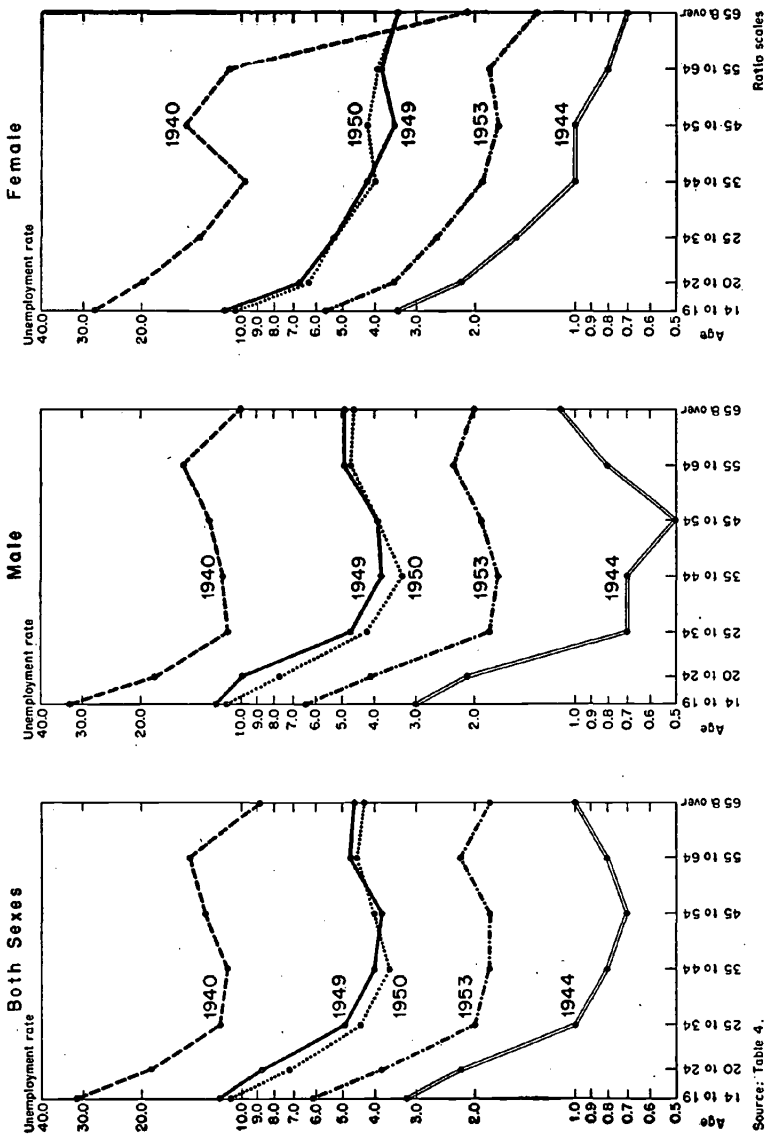 Both Sexes
Unemployment rate
40.0
30.0
20.0
10.0
9.0
8.0
7.0
6.0
5.0
4.0
3.0
2.0
1.0
0.9
0.8
0.7
0.6
0.5
1940
1949
1950
1953
1944
Age
14 to 19
20 to 24
25 to 34
35 to 44
45 to 54
55 to 64
65 & over
Male
Unemployment rate
40.0
30.0
20.0
10.0
9.0
8.0
7.0
6.0
5.0
4.0
3.0
2.0
1.0
0.9
0.8
0.7
0.6
0.5
1940
1949
1950
1953
1944
Age
14 to 19
20 to 24
25 to 34
35 to 44
45 to 54
55 to 64
65 & over
Female
Unemployment rate
40.0
30.0
20.0
10.0
9.0
8.0
7.0
6.0
5.0
4.0
3.0
2.0
1.0
0.9
0.8
0.7
0.6
0.5
1940
1950
1949
1953
1944
Age
14 to 19
20 to 24
25 to 34
35 to 44
45 to 54
55 to 64
65 & over
Source: Table 4.
Ratio scales